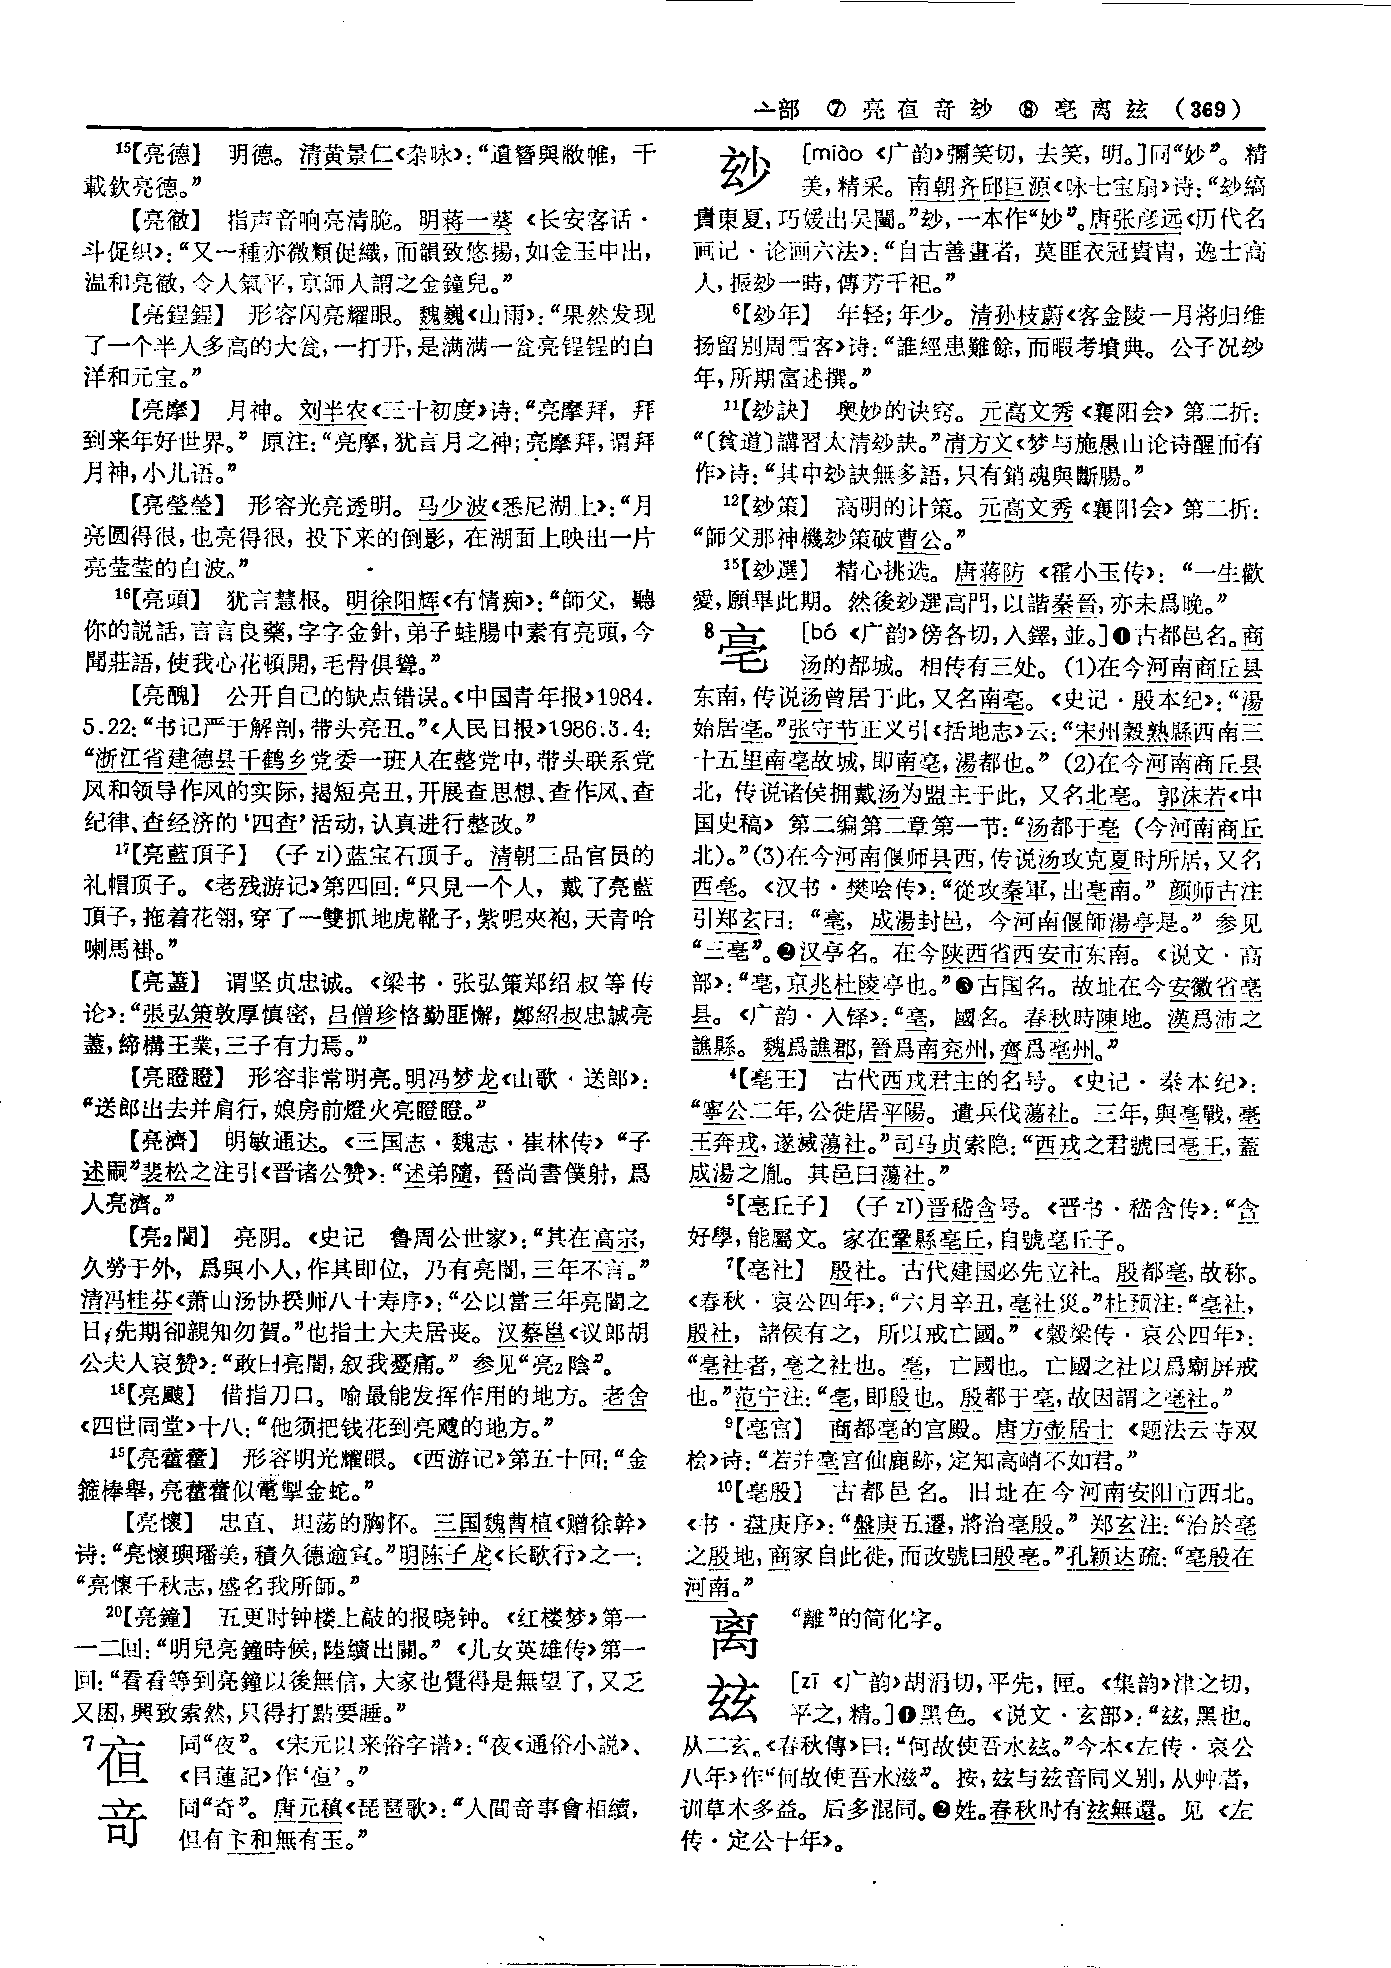 亠部 ⑦ 亮 亱 竒 玅 ⑧ 亳 离 玆 (369)
¹⁵【亮德】 明德。清黄景仁《杂咏》：“遺簪與敝帷，千
載欽亮德。”
【亮徹】 指声音响亮清脆。明蒋一葵《长安客话·
斗促织》：“又一種亦微類促織，而韻致悠揚，如金玉中出，
温和亮徹，令人氣平，京師人謂之金鐘兒。”
【亮鋥鋥】 形容闪亮耀眼。魏巍《山雨》：“果然发现
了一个半人多高的大瓮，一打开，是满满一瓮亮锃锃的白
洋和元宝。”
【亮摩】 月神。刘半农《三十初度》诗：“亮摩拜，拜
到来年好世界。”原注：“亮摩，犹言月之神；亮摩拜，谓拜
月神，小儿语。”
【亮瑩瑩】 形容光亮透明。马少波《悉尼湖上》：“月
亮圆得很，也亮得很，投下来的倒影，在湖面上映出一片
亮莹莹的白波。”
¹⁶【亮頭】 犹言慧根。明徐阳辉《有情痴》：“師父，聽
你的説話，言言良藥，字字金針，弟子蛙腸中素有亮頭，今
聞莊語，使我心花頓開，毛骨俱聳。”
【亮醜】 公开自己的缺点错误。《中国青年报》1984.
5.22：“书记严于解剖，带头亮丑。”《人民日报》1986.3.4：
“浙江省建德县千鹤乡党委一班人在整党中，带头联系党
风和领导作风的实际，揭短亮丑，开展查思想、查作风、查
纪律、查经济的‘四查’活动，认真进行整改。”
¹⁷【亮藍頂子】 (子 zi)蓝宝石顶子。清朝三品官员的
礼帽顶子。《老残游记》第四回：“只見一个人，戴了亮藍
頂子，拖着花翎，穿了一雙抓地虎靴子，紫呢夾袍，天青哈
喇馬褂。”
【亮藎】 谓坚贞忠诚。《梁书·张弘策郑绍叔等传
论》：“張弘策敦厚慎密，吕僧珍恪勤匪懈，鄭紹叔忠誠亮
藎，締構王業，三子有力焉。”
【亮瞪瞪】 形容非常明亮。明冯梦龙《山歌·送郎》：
“送郎出去并肩行，娘房前燈火亮瞪瞪。”
【亮濟】 明敏通达。《三国志·魏志·崔林传》“子
述嗣”裴松之注引《晋诸公赞》：“述弟隨，晉尚書僕射，爲
人亮濟。”
【亮₂闇】 亮阴。《史记 鲁周公世家》：“其在高宗，
久勞于外，爲與小人，作其即位，乃有亮闇，三年不言。”
清冯桂芬《萧山汤协揆师八十寿序》：“公以當三年亮闇之
日，先期卻親知勿賀。”也指士大夫居丧。汉蔡邕《议郎胡
公夫人哀赞》：“敢曰亮闇，叙我憂痛。”参见“亮₂陰”。
¹⁸【亮颼】 借指刀口。喻最能发挥作用的地方。老舍
《四世同堂》十八：“他须把钱花到亮飕的地方。”
¹⁹【亮藿藿】 形容明光耀眼。《西游记》第五十回：“金
箍棒舉，亮藿藿似電掣金蛇。”
【亮懷】 忠直、坦荡的胸怀。三国魏曹植《赠徐幹》
诗：“亮懷璵璠美，積久德逾宣。”明陈子龙《长歌行》之一：
“亮懷千秋志，盛名我所師。”
²⁰【亮鐘】 五更时钟楼上敲的报晓钟。《红楼梦》第一
一二回：“明兒亮鐘時候，陸續出關。”《儿女英雄传》第一
回：“看看等到亮鐘以後無信，大家也覺得是無望了，又乏
又困，興致索然，只得打點要睡。”
⁷亱 同“夜”。《宋元以来俗字谱》：“夜《通俗小説》、
《目蓮記》作‘亱’。”
竒 同“奇”。唐元稹《琵琶歌》：“人間竒事會相續，
但有卞和無有玉。”
玅 [miào 《广韵》彌笑切，去笑，明。]同“妙”。精
美，精采。南朝齐邱巨源《咏七宝扇》诗：“玅縞
貴東夏，巧媛出吴闉。”玅，一本作“妙”。唐张彦远《历代名
画记·论画六法》：“自古善畫者，莫匪衣冠貴胄，逸士高
人，振玅一時，傳芳千祀。”
⁶【玅年】 年轻；年少。清孙枝蔚《客金陵一月将归维
扬留别周雪客》诗：“誰經患難餘，而暇考墳典。公子况玅
年，所期富述撰。”
¹¹【玅訣】 奥妙的诀窍。元高文秀《襄阳会》第二折：
“〔貧道〕講習太清玅訣。”清方文《梦与施愚山论诗醒而有
作》诗：“其中玅訣無多語，只有銷魂與斷腸。”
¹²【玅策】 高明的计策。元高文秀《襄阳会》第二折：
“師父那神機玅策破曹公。”
¹⁵【玅選】 精心挑选。唐蒋防《霍小玉传》：“一生歡
愛，願畢此期。然後玅選高門，以諧秦晉，亦未爲晚。”
⁸亳 [bó 《广韵》傍各切，入鐸，並。]❶古都邑名。商
汤的都城。相传有三处。(1)在今河南商丘县
东南，传说汤曾居于此，又名南亳。《史记·殷本纪》：“湯
始居亳。”张守节正义引《括地志》云：“宋州穀熟縣西南三
十五里南亳故城，即南亳，湯都也。”(2)在今河南商丘县
北，传说诸侯拥戴汤为盟主于此，又名北亳。郭沫若《中
国史稿》第二编第二章第一节：“汤都于亳(今河南商丘
北)。”(3)在今河南偃师县西，传说汤攻克夏时所居，又名
西亳。《汉书·樊哙传》：“從攻秦軍，出亳南。”颜师古注
引郑玄曰：“亳，成湯封邑，今河南偃師湯亭是。”参见
“三亳”。❷汉亭名。在今陕西省西安市东南。《说文·高
部》：“亳，京兆杜陵亭也。”❸古国名。故址在今安徽省亳
县。《广韵·入铎》：“亳，國名。春秋時陳地。漢爲沛之
譙縣。魏爲譙郡，晉爲南兖州，齊爲亳州。”
⁴【亳王】 古代西戎君主的名号。《史记·秦本纪》：
“寧公二年，公徙居平陽。遣兵伐蕩社。三年，與亳戰，亳
王奔戎，遂滅蕩社。”司马贞索隐：“西戎之君號曰亳王，蓋
成湯之胤。其邑曰蕩社。”
⁵【亳丘子】 (子 zǐ)晋嵇含号。《晋书·嵇含传》：“含
好學，能屬文。家在鞏縣亳丘，自號亳丘子。
⁷【亳社】 殷社。古代建国必先立社。殷都亳，故称。
《春秋·哀公四年》：“六月辛丑，亳社災。”杜预注：“亳社，
殷社，諸侯有之，所以戒亡國。”《穀梁传·哀公四年》：
“亳社者，亳之社也。亳，亡國也。亡國之社以爲廟屏戒
也。”范宁注：“亳，即殷也。殷都于亳，故因謂之亳社。”
⁹【亳宫】 商都亳的宫殿。唐方壶居士《题法云寺双
桧》诗：“若并亳宫仙鹿跡，定知高峭不如君。”
¹⁰【亳殷】 古都邑名。旧址在今河南安阳市西北。
《书·盘庚序》：“盤庚五遷，將治亳殷。”郑玄注：“治於亳
之殷地，商家自此徙，而改號曰殷亳。”孔颖达疏：“亳殷在
河南。”
离 “離”的简化字。
玆 [zī 《广韵》胡涓切，平先，匣。《集韵》津之切，
平之，精。]❶黑色。《说文·玄部》：“玆，黑也。
从二玄。《春秋傳》曰：“何故使吾水玆。”今本《左传·哀公
八年》作“何故使吾水滋”。按，玆与兹音同义别，从艸者，
训草木多益。后多混同。❷姓。春秋时有玆無還。见《左
传·定公十年》。